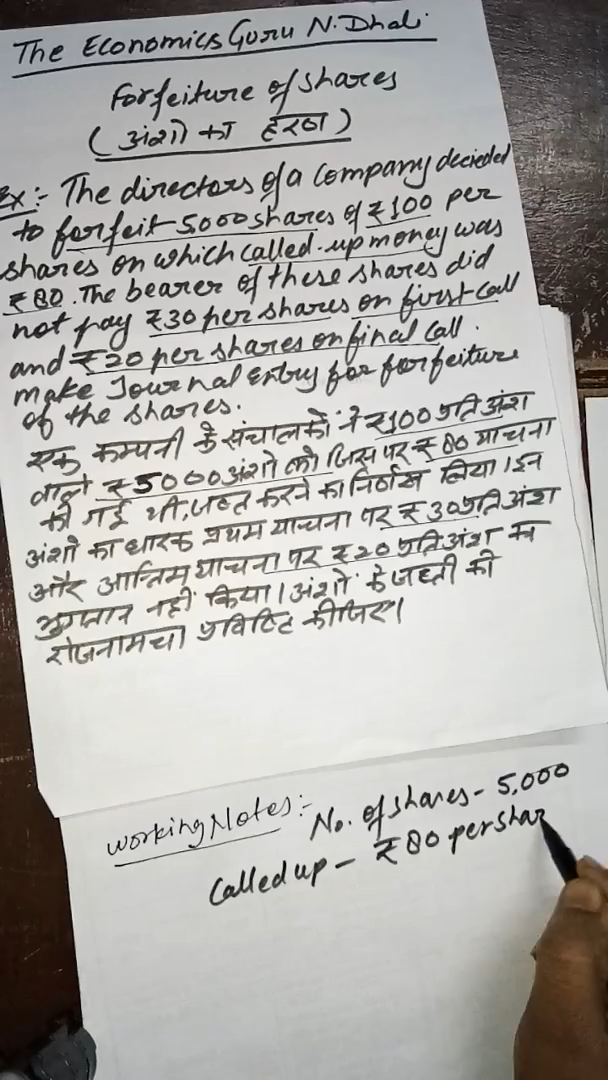 The Economics Guru N. Dhali
Forfeiture of shares
(अंशो का हरण)
Ex:- The directors of a company decieded
to forfeit 5000 shares of ₹100 per
shares on which called-up money was
₹80. The bearer of these shares did
not pay ₹30 per shares on first call
and ₹20 per shares on final call.
make Journal Entry for forfeiture
of the shares.
एक कम्पनी के संचालको ने ₹100 प्रति अंश
वाले ₹5000 अंशो को जिस पर ₹80 याचना
की गई थी, जब्त करने का निर्णय लिया। इन
अंशो का धारक प्रथम याचना पर ₹30 प्रति अंश
और अन्तिम याचना पर ₹20 प्रति अंश का
भुगतान नहीं किया। अंशो के जब्ती की
रोजनामचा प्रविष्टि कीजिए।
Working Notes:-
No. of shares - 5,000
Called up - ₹80 per shar